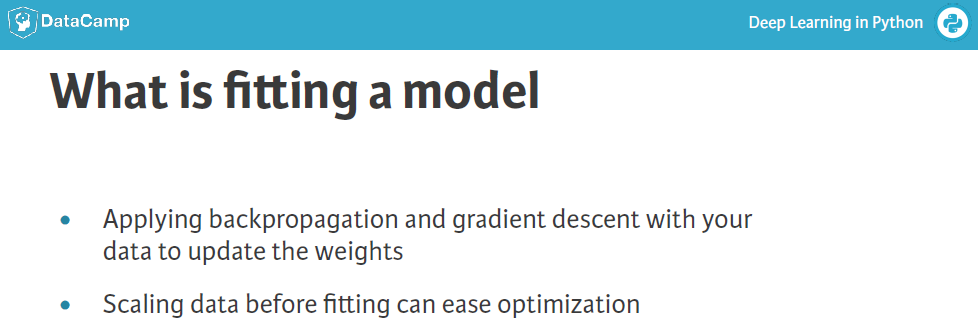 DataCamp
Deep Learning in Python
What is fitting a model
• Applying backpropagation and gradient descent with your
data to update the weights
• Scaling data before fitting can ease optimization